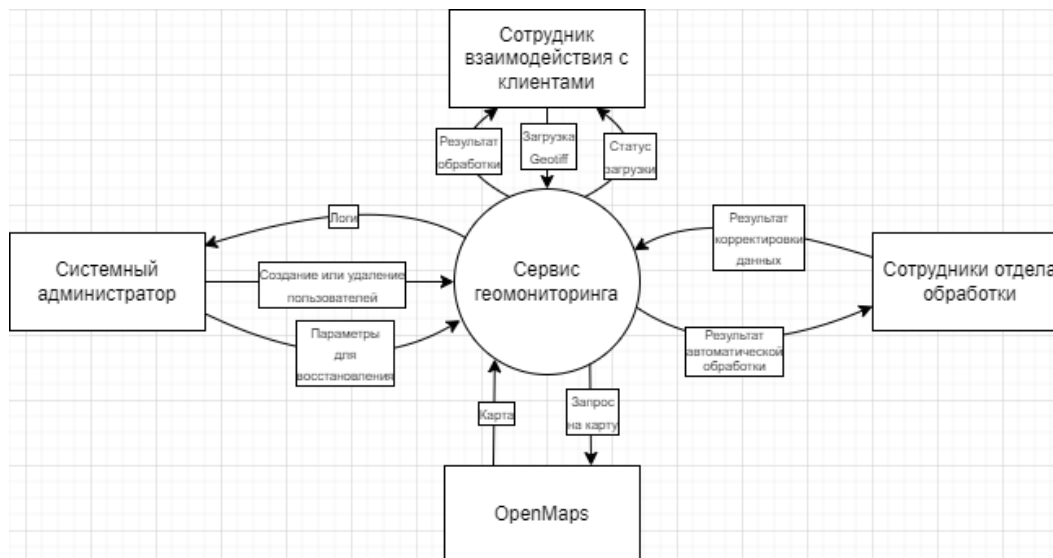 Сотрудник
взаимодействия с
клиентами
Результат
обработки
Загрузка
Geotiff
Статус
загрузки
Логи
Результат
корректировки
данных
Системный
администратор
Создание или удаление
пользователей
Сервис
геомониторинга
Сотрудники отдела
обработки
Параметры
для
восстановления
Результат
автоматической
обработки
Карта
Запрос
на карту
OpenMaps